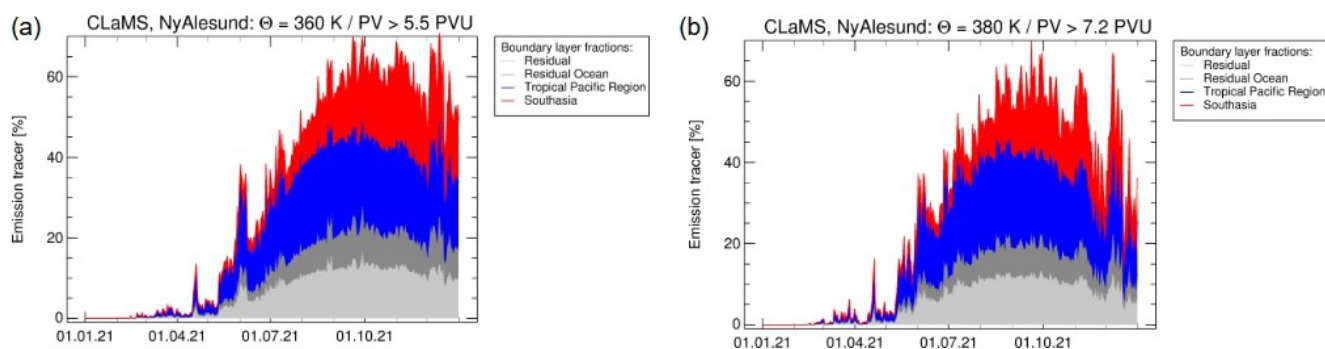 (a)
CLaMS, NyAlesund: Θ = 360 K / PV > 5.5 PVU
Emission tracer [%]
60
40
20
0
01.01.21 01.04.21 01.07.21 01.10.21
Boundary layer fractions:
Residual
Residual Ocean
Tropical Pacific Region
Southasia
(b)
CLaMS, NyAlesund: Θ = 380 K / PV > 7.2 PVU
Emission tracer [%]
60
40
20
0
01.01.21 01.04.21 01.07.21 01.10.21
Boundary layer fractions:
Residual
Residual Ocean
Tropical Pacific Region
Southasia